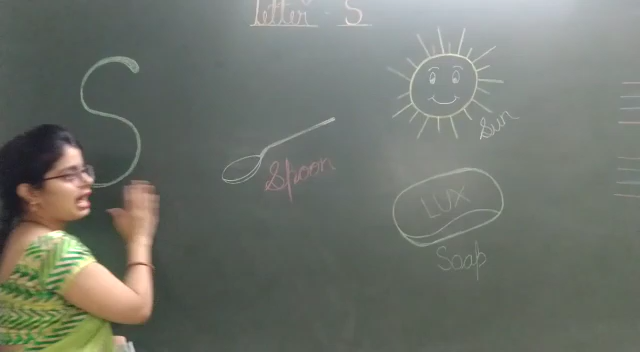 Letter - S
S
Sun
Spoon
LUX
Soap